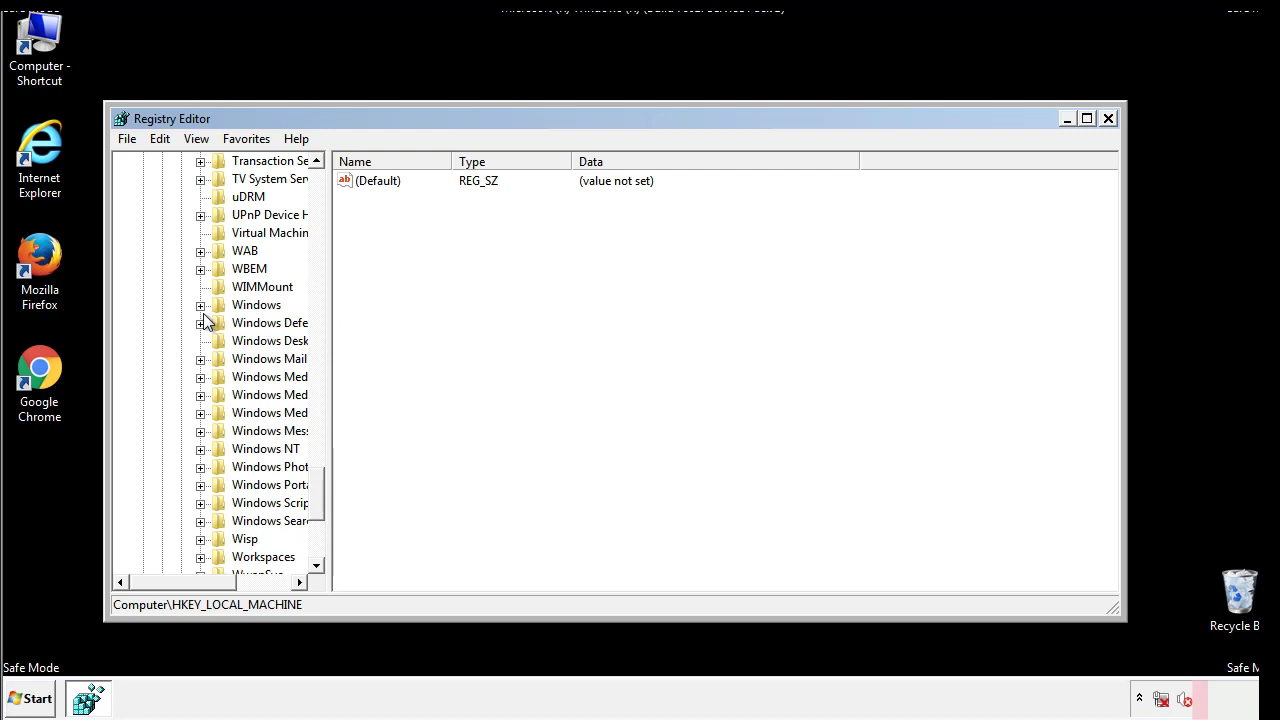 Computer -
Shortcut
Internet
Explorer
Mozilla
Firefox
Google
Chrome
Registry Editor
File Edit View Favorites Help
Transaction Se
TV System Serv
uDRM
UPnP Device H
Virtual Machin
WAB
WBEM
WIMMount
Windows
Windows Defe
Windows Desk
Windows Mail
Windows Med
Windows Med
Windows Med
Windows Mess
Windows NT
Windows Phot
Windows Porta
Windows Scrip
Windows Sear
Wisp
Workspaces
Name Type Data
ab (Default) REG_SZ (value not set)
Computer\HKEY_LOCAL_MACHINE
Recycle B
Safe Mode Safe M
Start